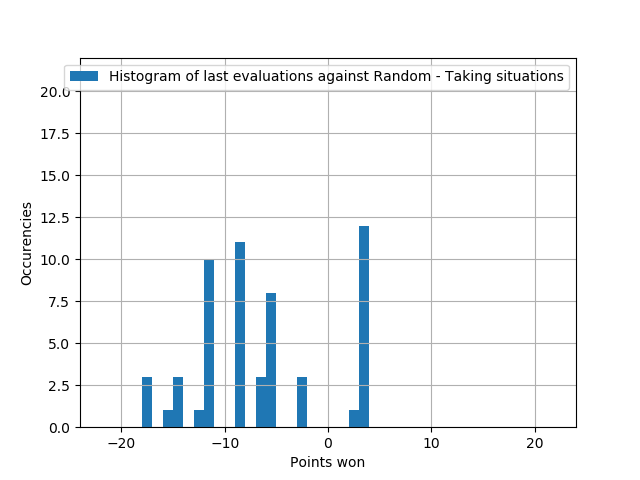 Histogram of last evaluations against Random - Taking situations
20.0
17.5
15.0
12.5
10.0
7.5
5.0
2.5
0.0
Occurencies
−20 −10 0 10 20
Points won